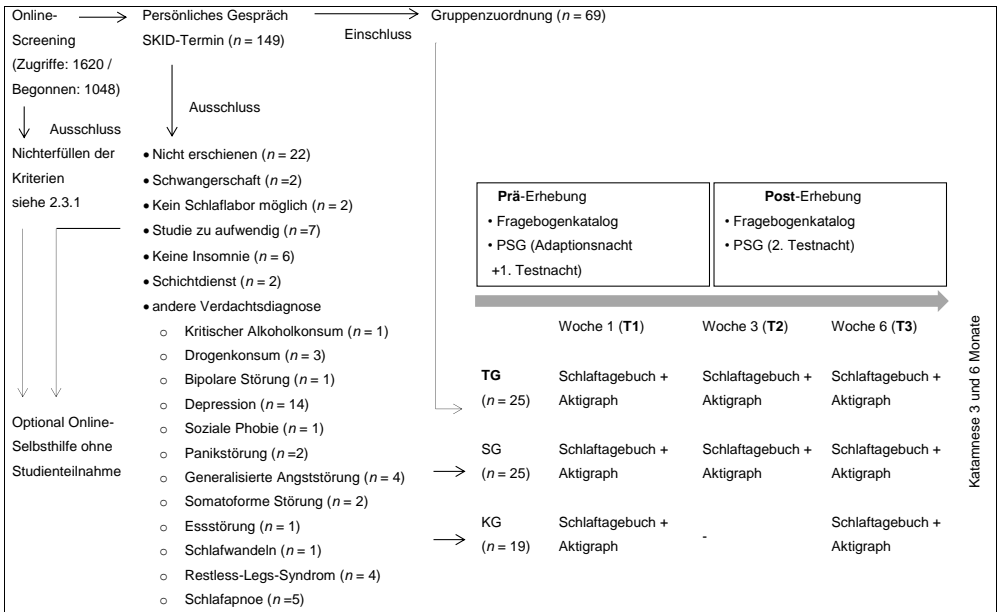 Online-
Screening
(Zugriffe: 1620 /
Begonnen: 1048)
Ausschluss
Nichterfüllen der
Kriterien
siehe 2.3.1
Optional Online-
Selbsthilfe ohne
Studienteilnahme
Persönliches Gespräch
SKID-Termin (n = 149)
Ausschluss
• Nicht erschienen (n = 22)
• Schwangerschaft (n =2)
• Kein Schlaflabor möglich (n = 2)
• Studie zu aufwendig (n =7)
• Keine Insomnie (n = 6)
• Schichtdienst (n = 2)
• andere Verdachtsdiagnose
o Kritischer Alkoholkonsum (n = 1)
o Drogenkonsum (n = 3)
o Bipolare Störung (n = 1)
o Depression (n = 14)
o Soziale Phobie (n = 1)
o Panikstörung (n =2)
o Generalisierte Angststörung (n = 4)
o Somatoforme Störung (n = 2)
o Essstörung (n = 1)
o Schlafwandeln (n = 1)
o Restless-Legs-Syndrom (n = 4)
o Schlafapnoe (n =5)
Einschluss
Gruppenzuordnung (n = 69)
Prä-Erhebung
• Fragebogenkatalog
• PSG (Adaptionsnacht
+1. Testnacht)
Post-Erhebung
• Fragebogenkatalog
• PSG (2. Testnacht)
Woche 1 (T1) Woche 3 (T2) Woche 6 (T3)
TG Schlaftagebuch + Schlaftagebuch + Schlaftagebuch +
(n = 25) Aktigraph Aktigraph Aktigraph
SG Schlaftagebuch + Schlaftagebuch + Schlaftagebuch +
(n = 25) Aktigraph Aktigraph Aktigraph
KG Schlaftagebuch + Schlaftagebuch +
(n = 19) Aktigraph - Aktigraph
Katamnese 3 und 6 Monate